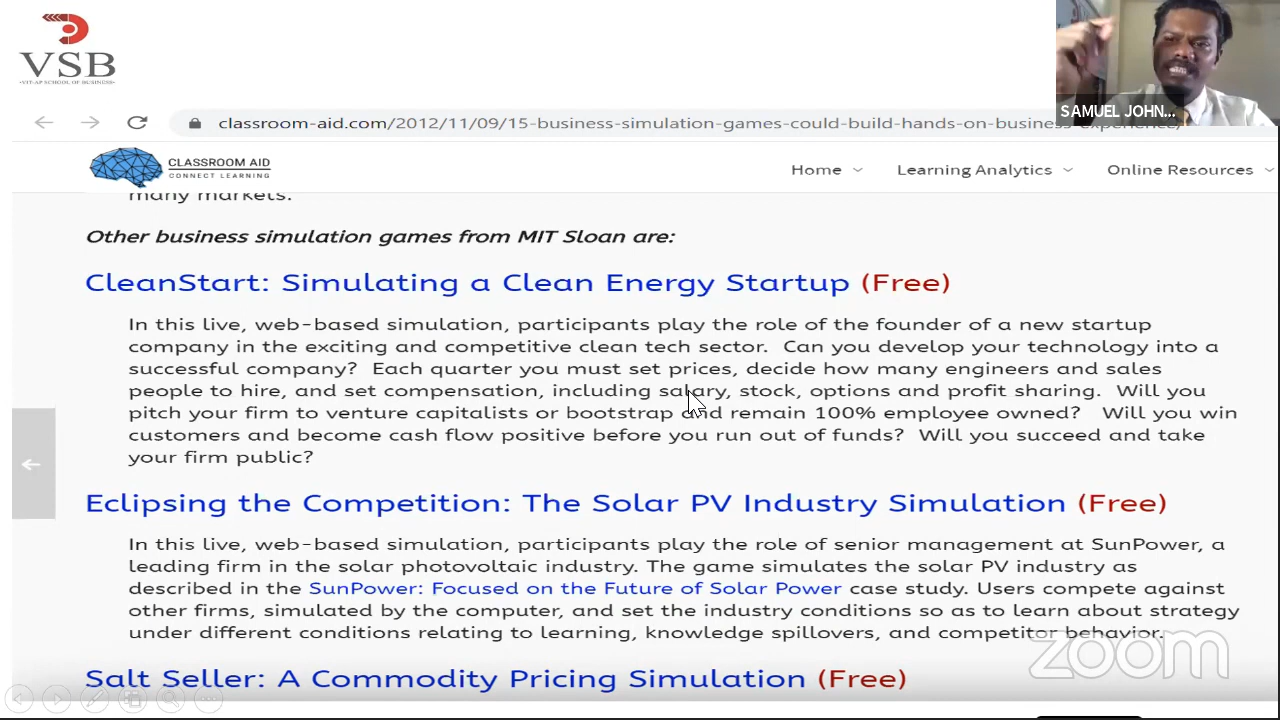 VSB
·VIT-AP SCHOOL OF BUSINESS·
SAMUEL JOHN...
classroom-aid.com/2012/11/09/15-business-simulation-games-could-build-hands-on-business-experience/
CLASSROOM AID
CONNECT LEARNING
Home
Learning Analytics
Online Resources
many markets.
Other business simulation games from MIT Sloan are:
CleanStart: Simulating a Clean Energy Startup (Free)
In this live, web-based simulation, participants play the role of the founder of a new startup
company in the exciting and competitive clean tech sector. Can you develop your technology into a
successful company? Each quarter you must set prices, decide how many engineers and sales
people to hire, and set compensation, including salary, stock, options and profit sharing. Will you
pitch your firm to venture capitalists or bootstrap and remain 100% employee owned? Will you win
customers and become cash flow positive before you run out of funds? Will you succeed and take
your firm public?
Eclipsing the Competition: The Solar PV Industry Simulation (Free)
In this live, web-based simulation, participants play the role of senior management at SunPower, a
leading firm in the solar photovoltaic industry. The game simulates the solar PV industry as
described in the SunPower: Focused on the Future of Solar Power case study. Users compete against
other firms, simulated by the computer, and set the industry conditions so as to learn about strategy
under different conditions relating to learning, knowledge spillovers, and competitor behavior.
zoom
Salt Seller: A Commodity Pricing Simulation (Free)